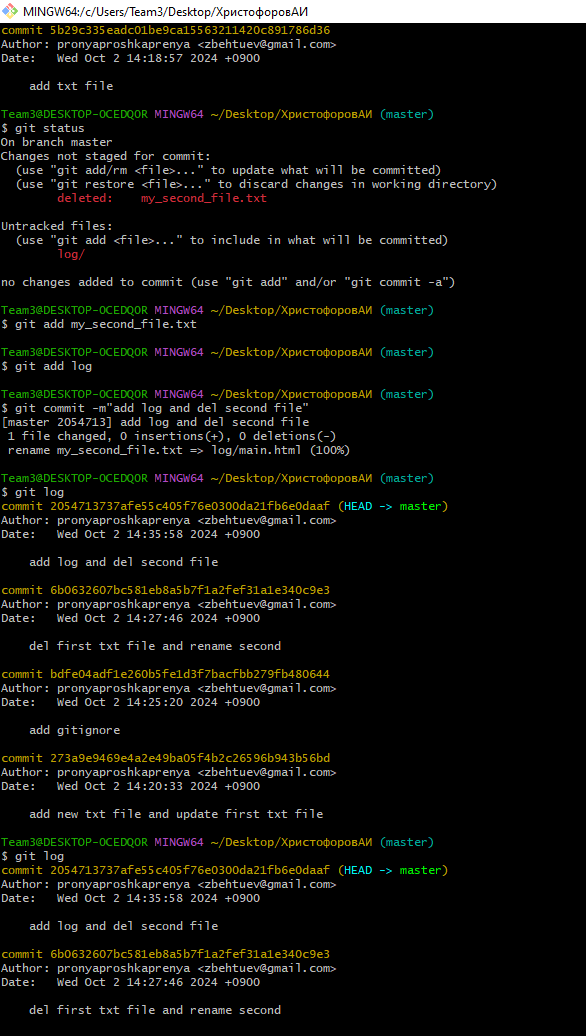 MINGW64:/c/Users/Team3/Desktop/ХристофоровАИ
commit 5b29c335eadc01be9ca15563211420c891786d36
Author: pronyaproshkaprenya <zbehtuev@gmail.com>
Date:   Wed Oct 2 14:18:57 2024 +0900
    add txt file
Team3@DESKTOP-OCEDQOR MINGW64 ~/Desktop/ХристофоровАИ (master)
$ git status
On branch master
Changes not staged for commit:
  (use "git add/rm <file>..." to update what will be committed)
  (use "git restore <file>..." to discard changes in working directory)
        deleted:    my_second_file.txt
Untracked files:
  (use "git add <file>..." to include in what will be committed)
        log/
no changes added to commit (use "git add" and/or "git commit -a")
Team3@DESKTOP-OCEDQOR MINGW64 ~/Desktop/ХристофоровАИ (master)
$ git add my_second_file.txt
Team3@DESKTOP-OCEDQOR MINGW64 ~/Desktop/ХристофоровАИ (master)
$ git add log
Team3@DESKTOP-OCEDQOR MINGW64 ~/Desktop/ХристофоровАИ (master)
$ git commit -m"add log and del second file"
[master 2054713] add log and del second file
 1 file changed, 0 insertions(+), 0 deletions(-)
 rename my_second_file.txt => log/main.html (100%)
Team3@DESKTOP-OCEDQOR MINGW64 ~/Desktop/ХристофоровАИ (master)
$ git log
commit 2054713737afe55c405f76e0300da21fb6e0daaf (HEAD -> master)
Author: pronyaproshkaprenya <zbehtuev@gmail.com>
Date:   Wed Oct 2 14:35:58 2024 +0900
    add log and del second file
commit 6b0632607bc581eb8a5b7f1a2fef31a1e340c9e3
Author: pronyaproshkaprenya <zbehtuev@gmail.com>
Date:   Wed Oct 2 14:27:46 2024 +0900
    del first txt file and rename second
commit bdfe04adf1e260b5fe1d3f7bacfbb279fb480644
Author: pronyaproshkaprenya <zbehtuev@gmail.com>
Date:   Wed Oct 2 14:25:20 2024 +0900
    add gitignore
commit 273a9e9469e4a2e49ba05f4b2c26596b943b56bd
Author: pronyaproshkaprenya <zbehtuev@gmail.com>
Date:   Wed Oct 2 14:20:33 2024 +0900
    add new txt file and update first txt file
Team3@DESKTOP-OCEDQOR MINGW64 ~/Desktop/ХристофоровАИ (master)
$ git log
commit 2054713737afe55c405f76e0300da21fb6e0daaf (HEAD -> master)
Author: pronyaproshkaprenya <zbehtuev@gmail.com>
Date:   Wed Oct 2 14:35:58 2024 +0900
    add log and del second file
commit 6b0632607bc581eb8a5b7f1a2fef31a1e340c9e3
Author: pronyaproshkaprenya <zbehtuev@gmail.com>
Date:   Wed Oct 2 14:27:46 2024 +0900
    del first txt file and rename second